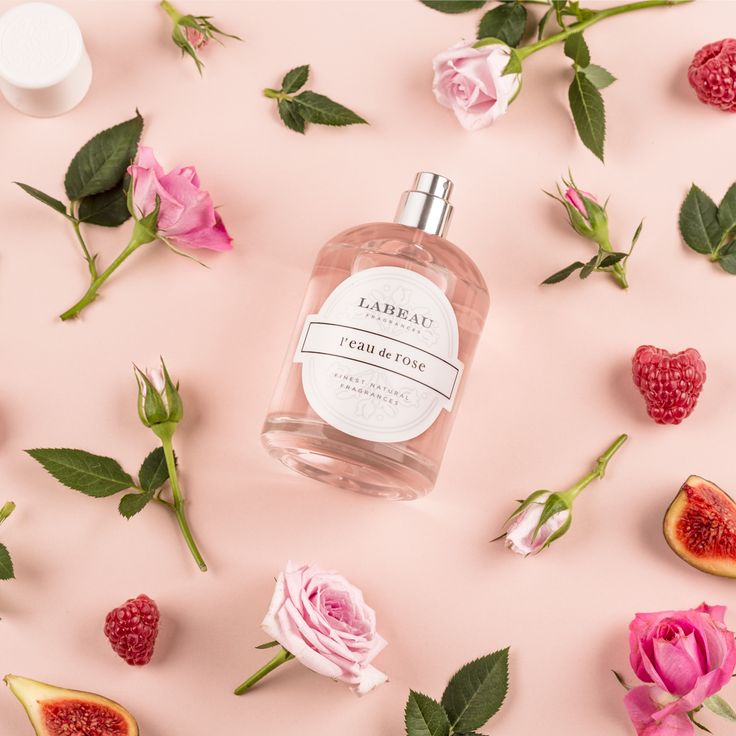 LABEAU
FRAGRANCES
l'eau de rose
FINEST NATURAL
FRAGRANCES